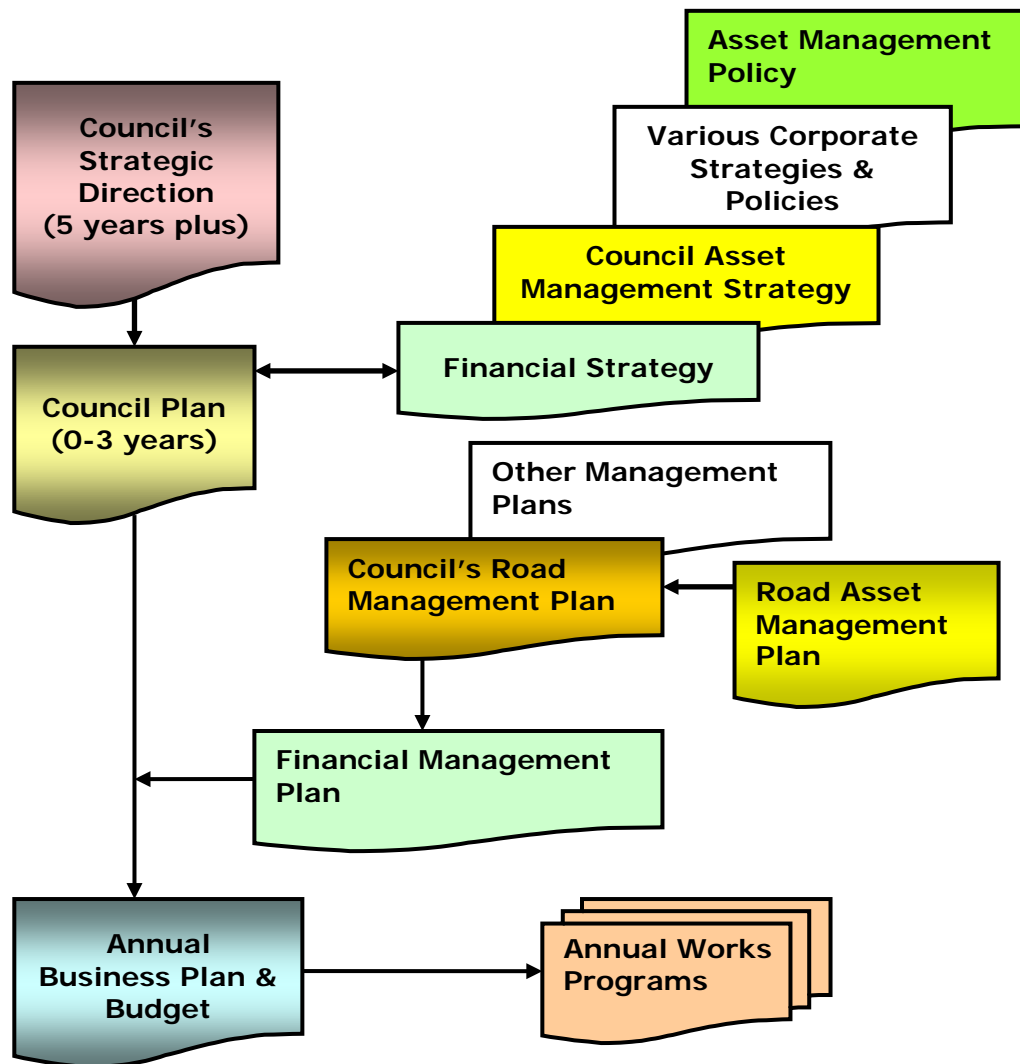 Asset Management
Policy
Council's
Strategic
Direction
(5 years plus)
Various Corporate
Strategies &
Policies
Council Asset
Management Strategy
Financial Strategy
Council Plan
(0-3 years)
Other Management
Plans
Council's Road
Management Plan
Road Asset
Management
Plan
Financial Management
Plan
Annual
Business Plan &
Budget
Annual Works
Programs